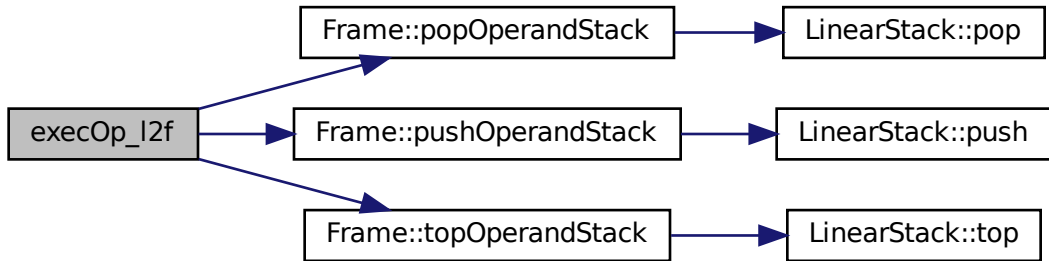 Frame::popOperandStack
LinearStack::pop
execOp_l2f
Frame::pushOperandStack
LinearStack::push
Frame::topOperandStack
LinearStack::top